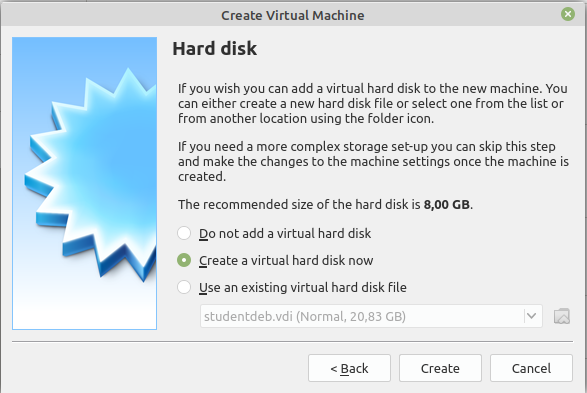 Create Virtual Machine
Hard disk
If you wish you can add a virtual hard disk to the new machine. You
can either create a new hard disk file or select one from the list or
from another location using the folder icon.
If you need a more complex storage set-up you can skip this step
and make the changes to the machine settings once the machine is
created.
The recommended size of the hard disk is 8,00 GB.
Do not add a virtual hard disk
Create a virtual hard disk now
Use an existing virtual hard disk file
studentdeb.vdi (Normal, 20,83 GB)
< Back
Create
Cancel